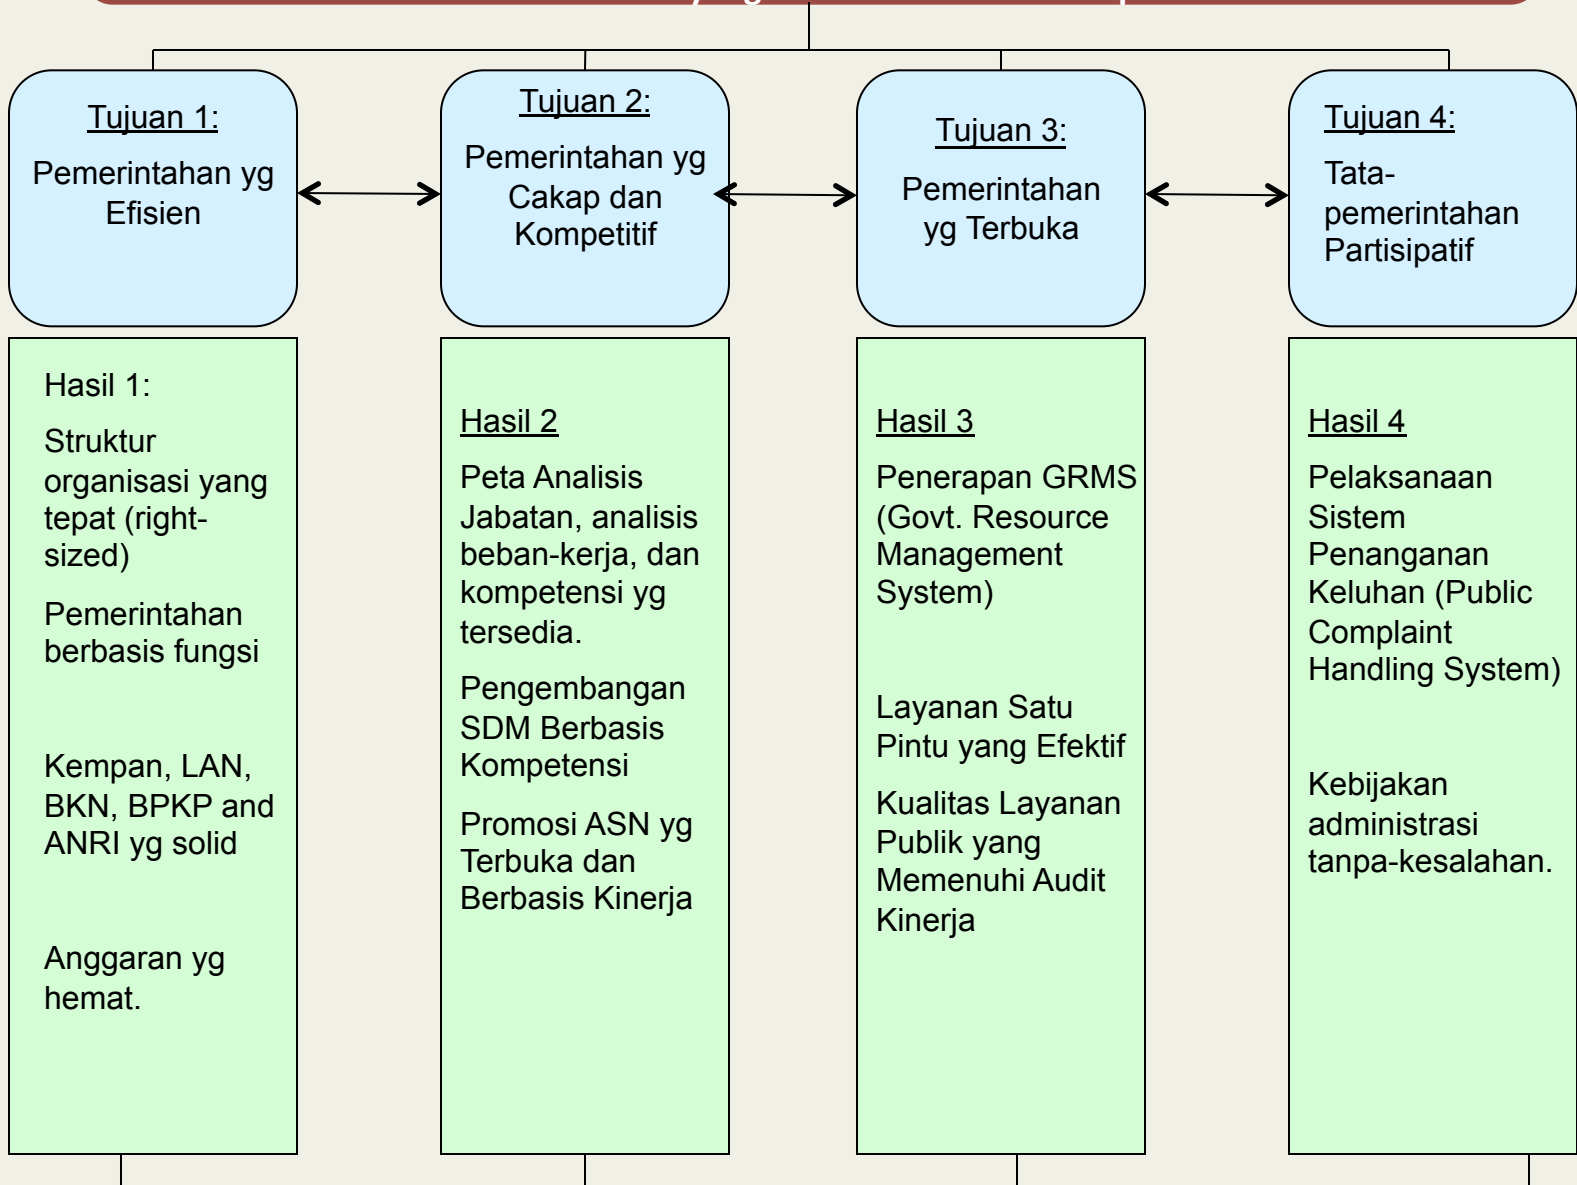 Tujuan 1:
Pemerintahan yg
Efisien
Tujuan 2:
Pemerintahan yg
Cakap dan
Kompetitif
Tujuan 3:
Pemerintahan
yg Terbuka
Tujuan 4:
Tata-
pemerintahan
Partisipatif
Hasil 1:
Struktur
organisasi yang
tepat (right-
sized)
Pemerintahan
berbasis fungsi
Kempan, LAN,
BKN, BPKP and
ANRI yg solid
Anggaran yg
hemat.
Hasil 2
Peta Analisis
Jabatan, analisis
beban-kerja, dan
kompetensi yg
tersedia.
Pengembangan
SDM Berbasis
Kompetensi
Promosi ASN yg
Terbuka dan
Berbasis Kinerja
Hasil 3
Penerapan GRMS
(Govt. Resource
Management
System)
Layanan Satu
Pintu yang Efektif
Kualitas Layanan
Publik yang
Memenuhi Audit
Kinerja
Hasil 4
Pelaksanaan
Sistem
Penanganan
Keluhan (Public
Complaint
Handling System)
Kebijakan
administrasi
tanpa-kesalahan.